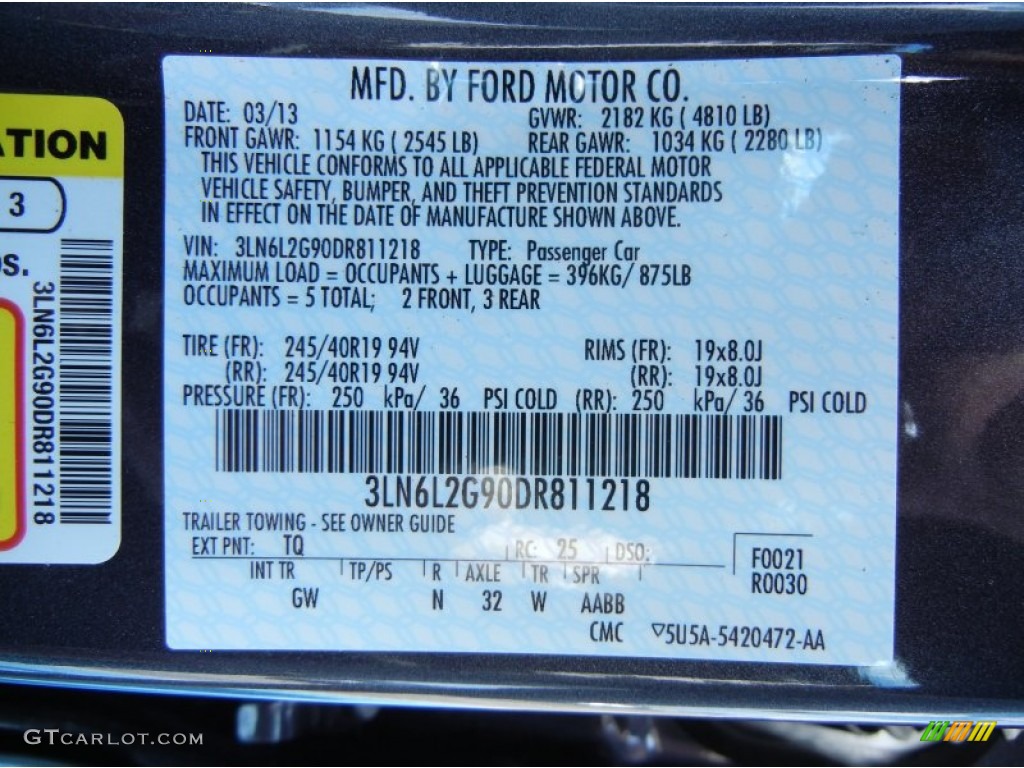 MFD. BY FORD MOTOR CO.
DATE: 03/13 GVWR: 2182 KG ( 4810 LB)
FRONT GAWR: 1154 KG ( 2545 LB) REAR GAWR: 1034 KG ( 2280 LB)
THIS VEHICLE CONFORMS TO ALL APPLICABLE FEDERAL MOTOR
VEHICLE SAFETY, BUMPER, AND THEFT PREVENTION STANDARDS
IN EFFECT ON THE DATE OF MANUFACTURE SHOWN ABOVE.
VIN: 3LN6L2G90DR811218 TYPE: Passenger Car
MAXIMUM LOAD = OCCUPANTS + LUGGAGE = 396KG/ 875LB
OCCUPANTS = 5 TOTAL; 2 FRONT, 3 REAR
TIRE (FR): 245/40R19 94V RIMS (FR): 19x8.0J
(RR): 245/40R19 94V (RR): 19x8.0J
PRESSURE (FR): 250 kPa/ 36 PSI COLD (RR): 250 kPa/ 36 PSI COLD
3LN6L2G90DR811218
TRAILER TOWING - SEE OWNER GUIDE
EXT PNT: TQ RC: 25 DSO:
F0021
R0030
INT TR TP/PS R AXLE TR SPR
GW N 32 W AABB
CMC 5U5A-5420472-AA
ATION
3
os.
3LN6L2G90DR811218
GTCARLOT.COM